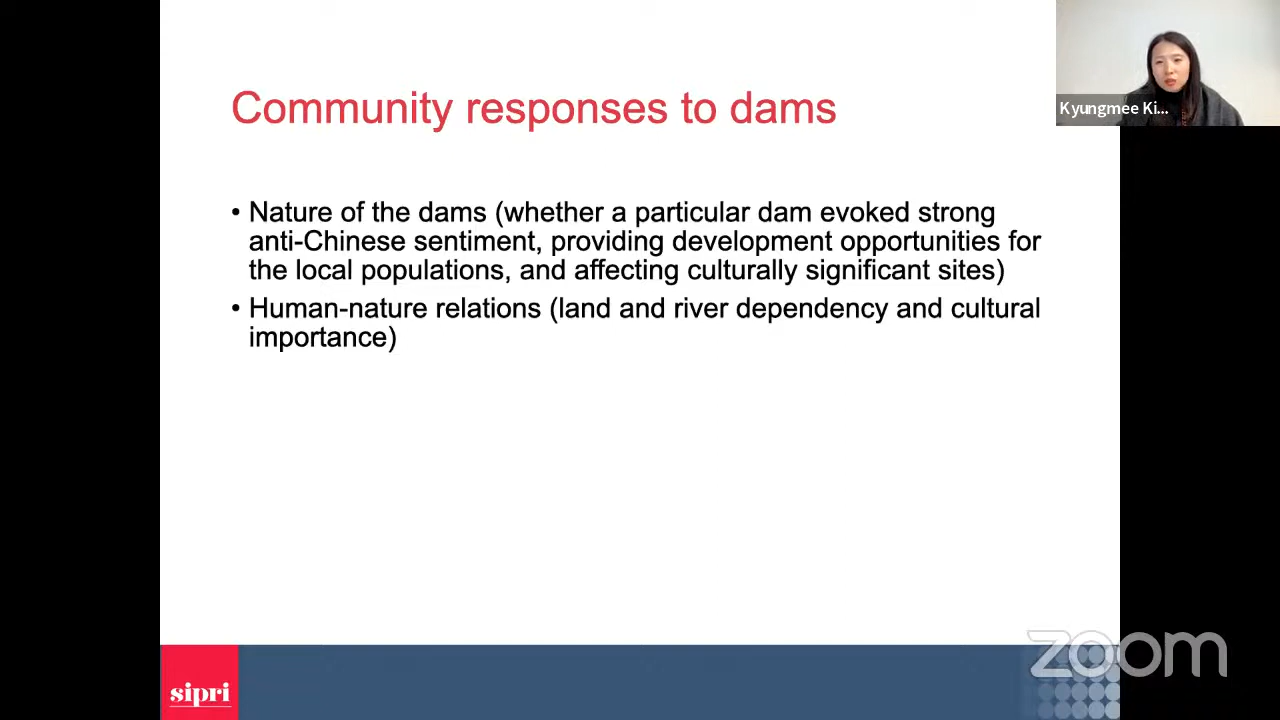 Community responses to dams
Kyungmee Ki...
• Nature of the dams (whether a particular dam evoked strong
anti-Chinese sentiment, providing development opportunities for
the local populations, and affecting culturally significant sites)
• Human-nature relations (land and river dependency and cultural
importance)
sipri
zoom